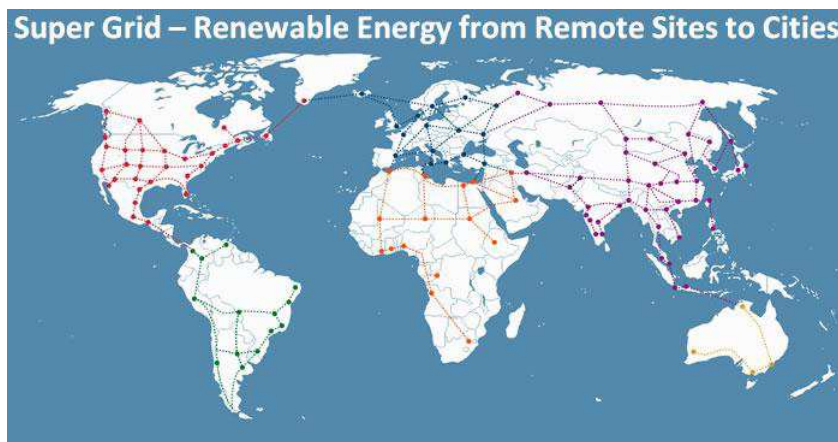 Super Grid – Renewable Energy from Remote Sites to Cities